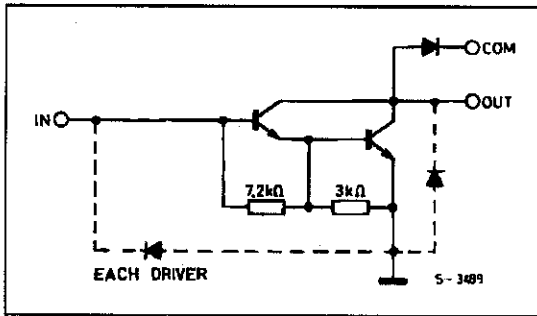 COM
OUT
IN
7.2kΩ
3kΩ
EACH DRIVER
S-3489